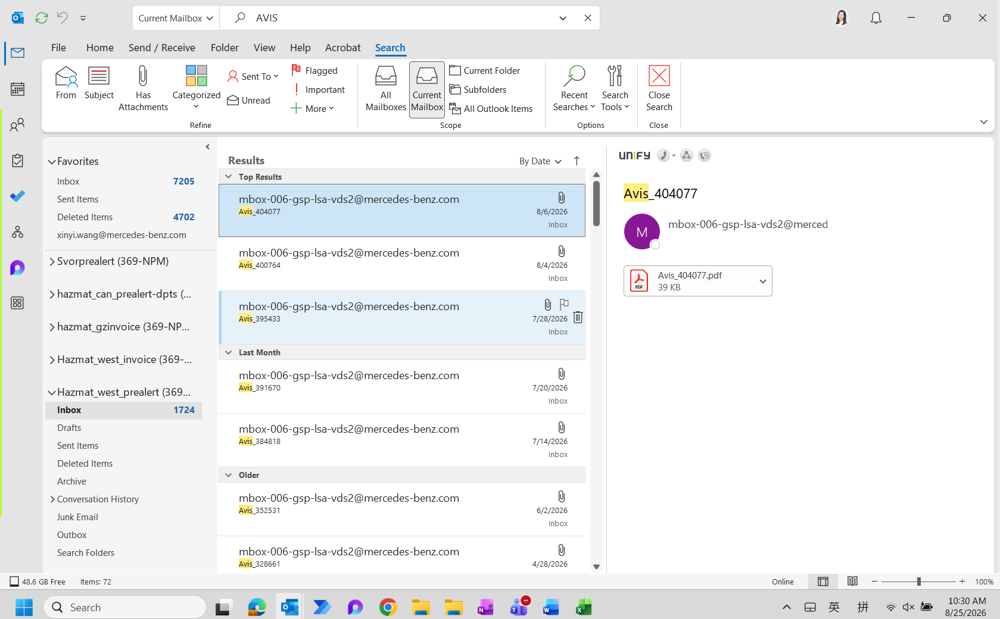 Current Mailbox
AVIS
File Home Send / Receive Folder View Help Acrobat Search
From
Subject
Has
Attachments
Categorized
Sent To
Unread
Flagged
Important
More
Refine
All
Mailboxes
Current
Mailbox
Current Folder
Subfolders
All Outlook Items
Scope
Recent
Searches
Search
Tools
Options
Close
Search
Close
Favorites
Inbox 7205
Sent Items
Deleted Items 4702
xinyi.wang@mercedes-benz.com
Svorprealert (369-NPM)
hazmat_can_prealert-dpts (...
hazmat_gzinvoice (369-NP...
Hazmat_west_invoice (369-...
Hazmat_west_prealert (369...
Inbox 1724
Drafts
Sent Items
Deleted Items
Archive
Conversation History
Junk Email
Outbox
Search Folders
Results
By Date
Top Results
mbox-006-gsp-lsa-vds2@mercedes-benz.com
Avis_404077 8/6/2026
Inbox
mbox-006-gsp-lsa-vds2@mercedes-benz.com
Avis_400764 8/4/2026
Inbox
mbox-006-gsp-lsa-vds2@mercedes-benz.com
Avis_395433 7/28/2026
Inbox
Last Month
mbox-006-gsp-lsa-vds2@mercedes-benz.com
Avis_391670 7/20/2026
Inbox
mbox-006-gsp-lsa-vds2@mercedes-benz.com
Avis_384818 7/14/2026
Inbox
Older
mbox-006-gsp-lsa-vds2@mercedes-benz.com
Avis_352531 6/2/2026
Inbox
mbox-006-gsp-lsa-vds2@mercedes-benz.com
Avis_328661 4/28/2026
UNIFY
Avis_404077
M
mbox-006-gsp-lsa-vds2@merced
PDF
Avis_404077.pdf
39 KB
48.6 GB Free Items: 72
Online
100%
Search
英
拼
10:30 AM
8/25/2026